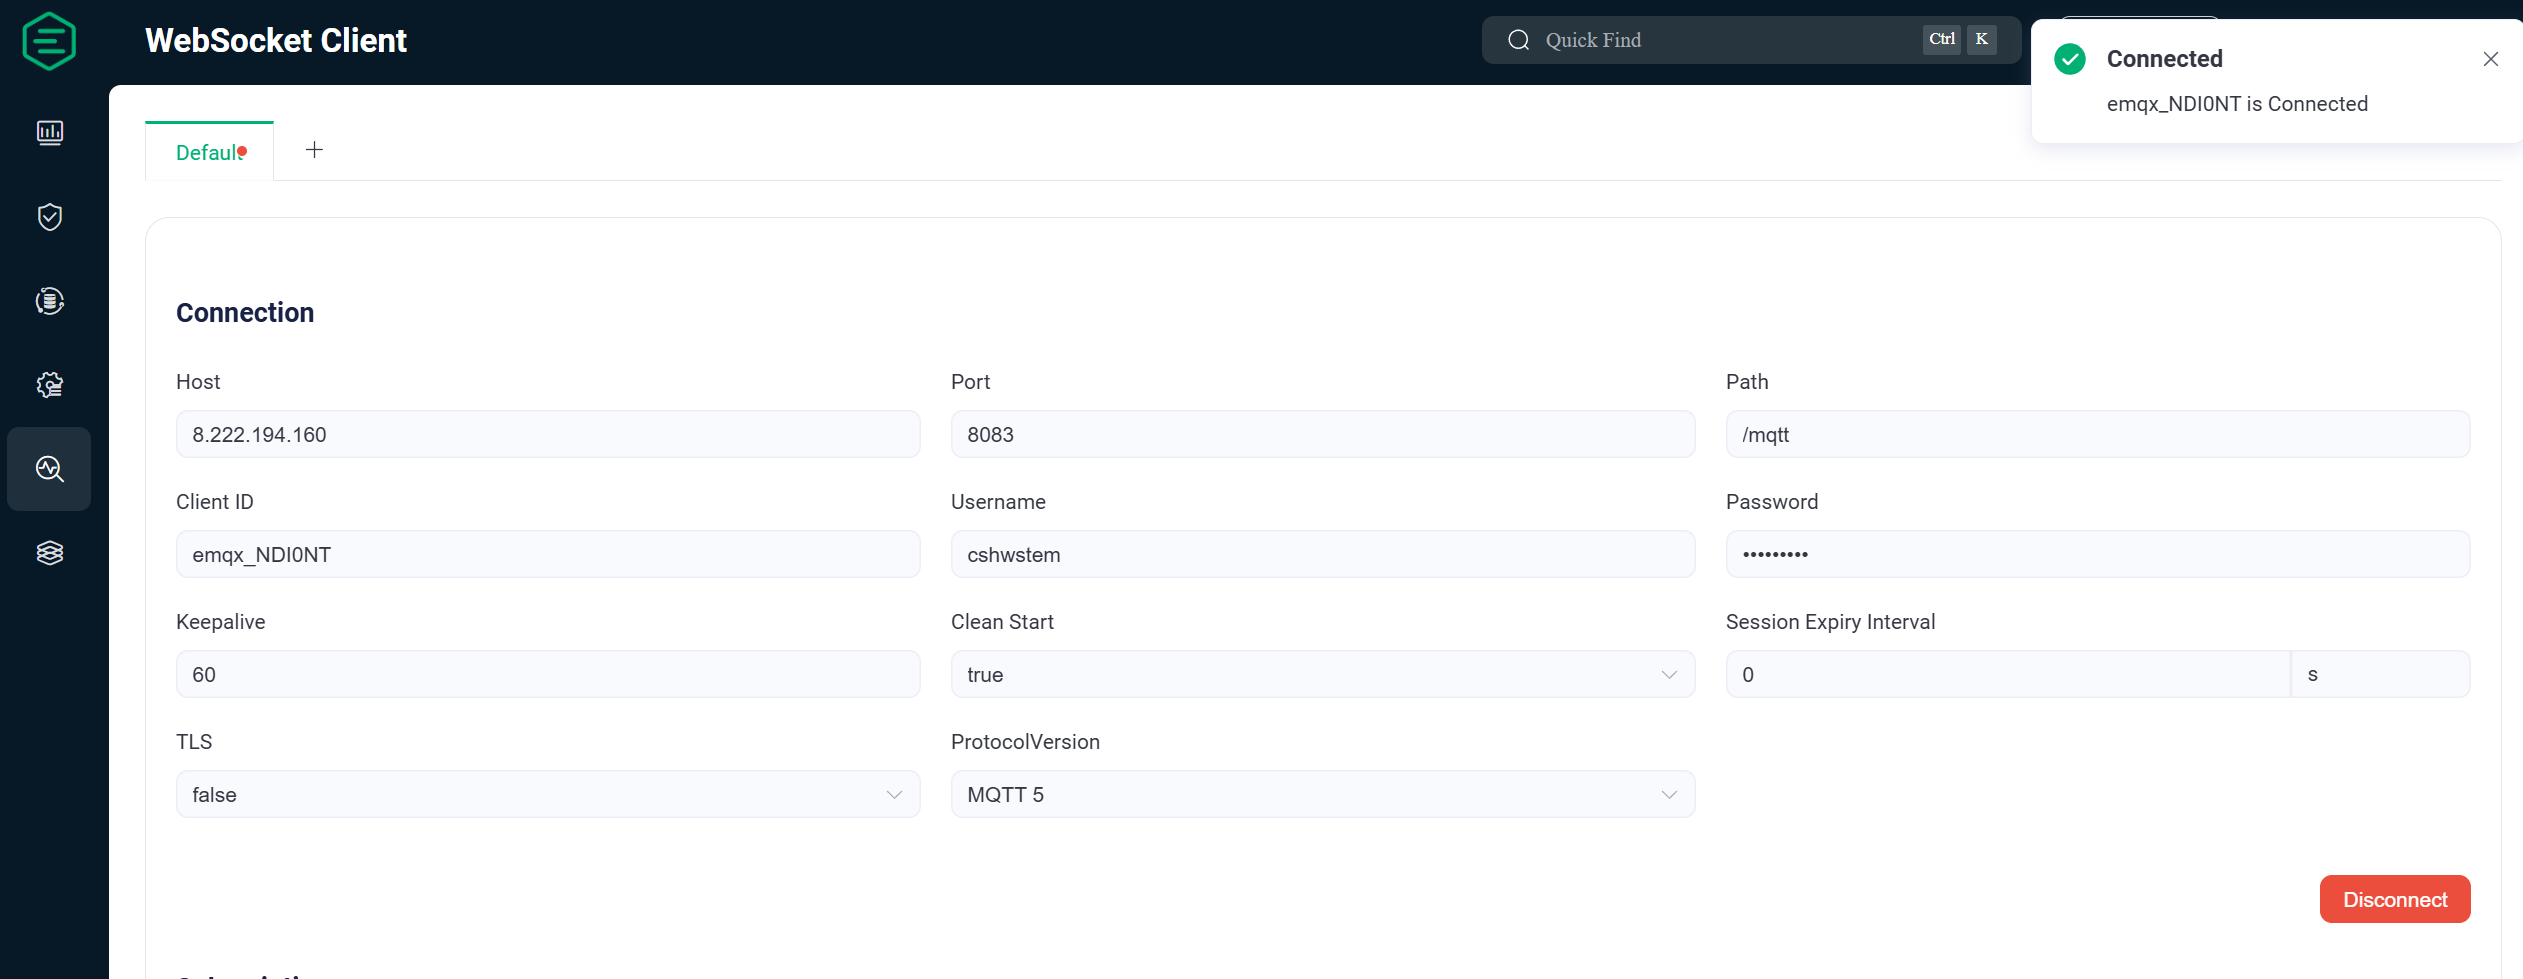 WebSocket Client
Quick Find
Ctrl K
Connected
emqx_NDI0NT is Connected
Default
Connection
Host
Port
Path
8.222.194.160
8083
/mqtt
Client ID
Username
Password
emqx_NDI0NT
cshwstem
•••••••••
Keepalive
Clean Start
Session Expiry Interval
60
true
0
s
TLS
ProtocolVersion
false
MQTT 5
Disconnect